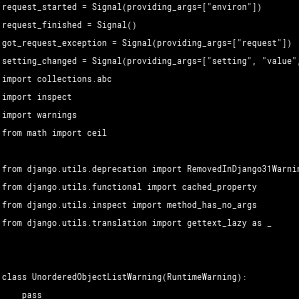 request_started = Signal(providing_args=["environ"])
request_finished = Signal()
got_request_exception = Signal(providing_args=["request"])
setting_changed = Signal(providing_args=["setting", "value",
import collections.abc
import inspect
import warnings
from math import ceil
from django.utils.deprecation import RemovedInDjango31Warnin
from django.utils.functional import cached_property
from django.utils.inspect import method_has_no_args
from django.utils.translation import gettext_lazy as _
class UnorderedObjectListWarning(RuntimeWarning):
pass